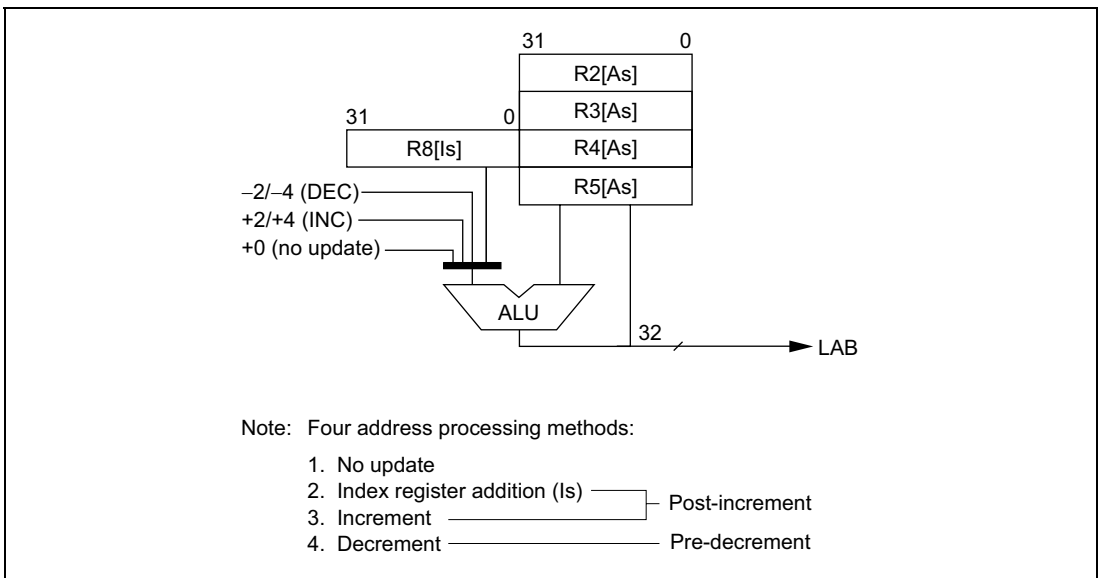 31 0
R2[As]
R3[As]
31 0
R8[Is] R4[As]
R5[As]
−2/−4 (DEC)
+2/+4 (INC)
+0 (no update)
ALU
32
LAB
Note: Four address processing methods:
1. No update
2. Index register addition (Is)
Post-increment
3. Increment
4. Decrement Pre-decrement